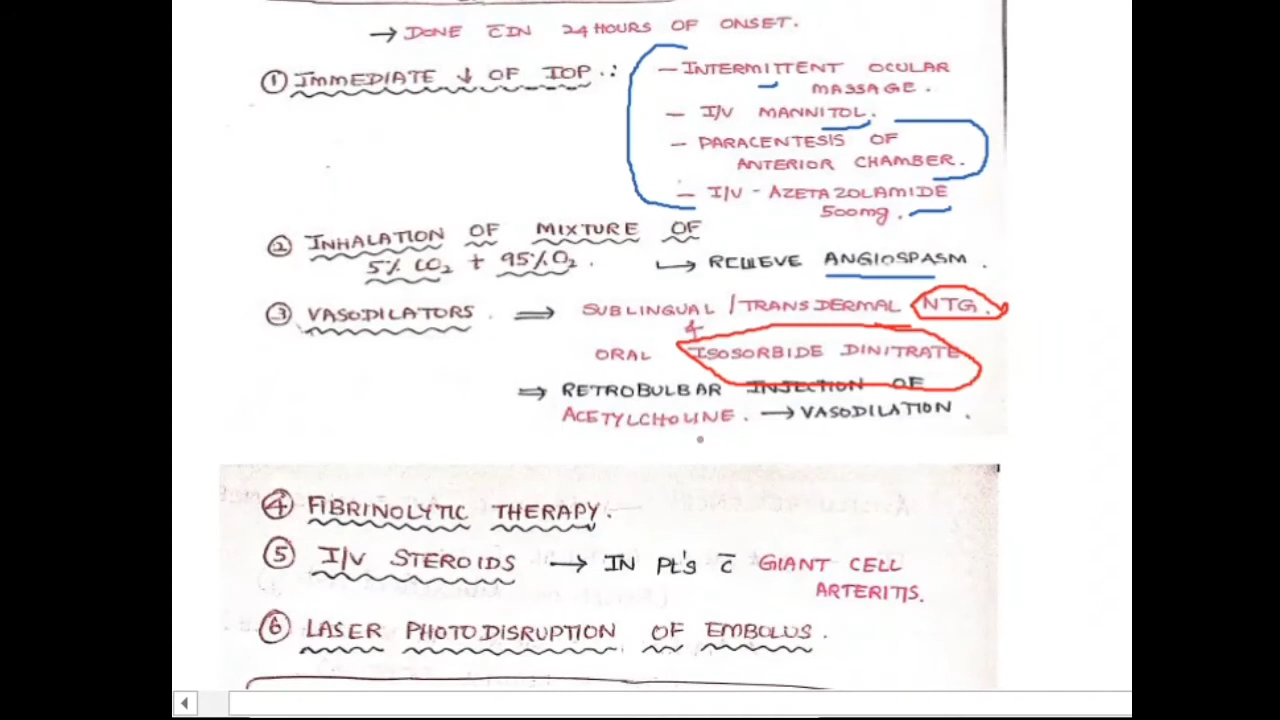 → DONE c̄IN 24 HOURS OF ONSET.
① IMMEDIATE ↓ OF IOP.:
— INTERMITTENT OCULAR
MASSAGE.
— I/V MANNITOL.
— PARACENTESIS OF
ANTERIOR CHAMBER.
— I/V - AZETAZOLAMIDE
500mg.
② INHALATION OF MIXTURE OF
5% CO₂ + 95% O₂.
↳ RELIEVE ANGIOSPASM.
③ VASODILATORS. ⇒ SUBLINGUAL / TRANSDERMAL NTG.
&
ORAL ISOSORBIDE DINITRATE
⇒ RETROBULBAR INJECTION OF
ACETYLCHOLINE. → VASODILATION.
④ FIBRINOLYTIC THERAPY.
⑤ I/V STEROIDS → IN Pt's c̄ GIANT CELL
ARTERITIS.
⑥ LASER PHOTODISRUPTION OF EMBOLUS.